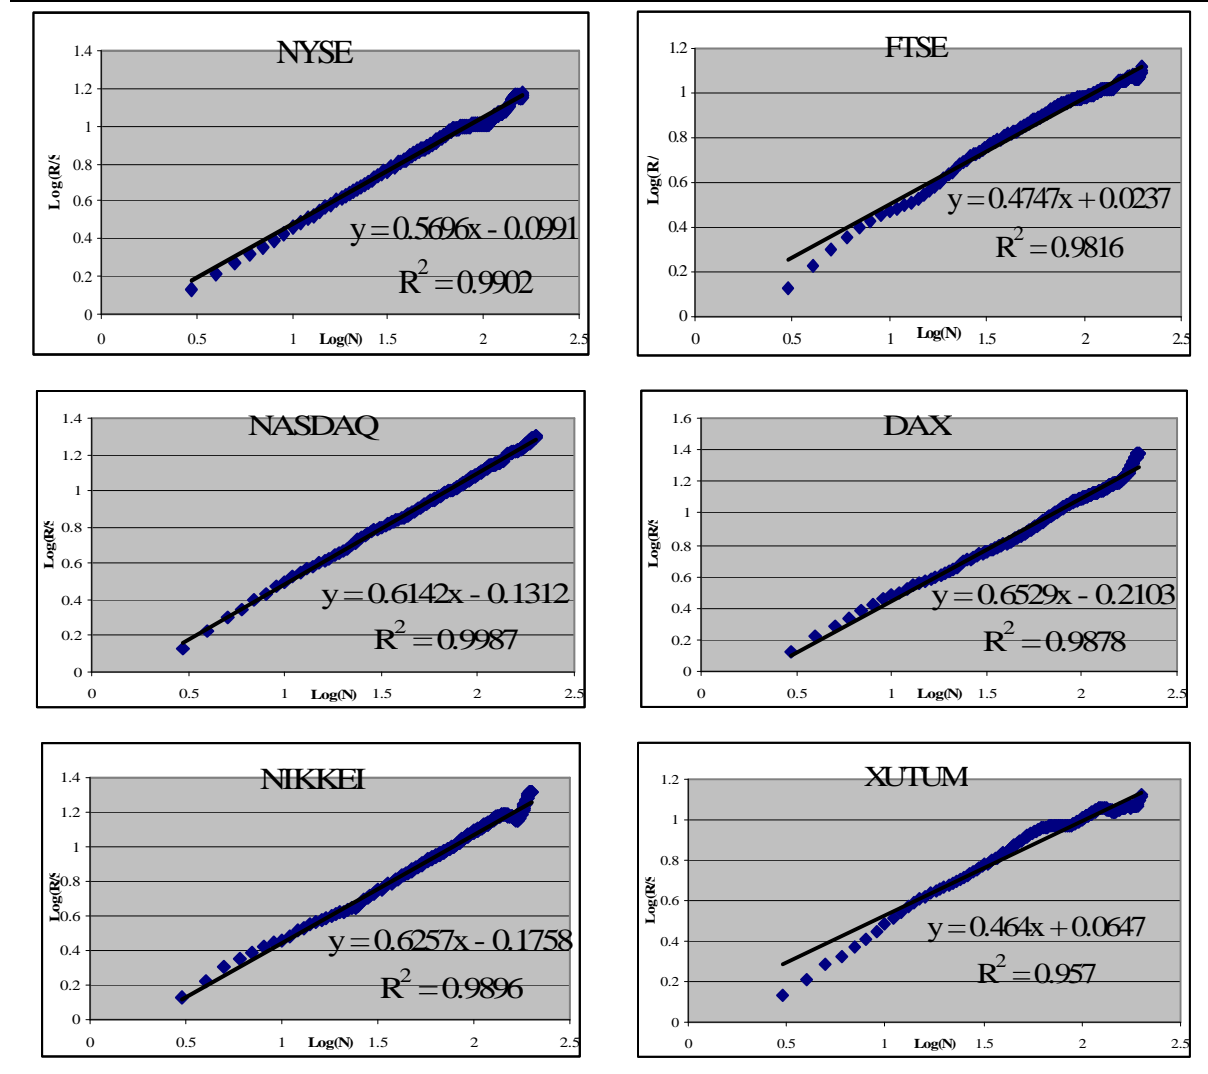 NYSE
1.4
1.2
1
0.8
0.6
0.4
0.2
0
Log(R/S
y = 0.5696x - 0.0991
R² = 0.9902
0 0.5 1 1.5 2 2.5
Log(N)
FTSE
1.2
1
0.8
0.6
0.4
0.2
0
Log(R/
y = 0.4747x + 0.0237
R² = 0.9816
0 0.5 1 1.5 2 2.5
Log(N)
NASDAQ
1.4
1.2
1
0.8
0.6
0.4
0.2
0
Log(R/S
y = 0.6142x - 0.1312
R² = 0.9987
0 0.5 1 1.5 2 2.5
Log(N)
DAX
1.6
1.4
1.2
1
0.8
0.6
0.4
0.2
0
Log(R/S
y = 0.6529x - 0.2103
R² = 0.9878
0 0.5 1 1.5 2 2.5
Log(N)
NIKKEI
1.4
1.2
1
0.8
0.6
0.4
0.2
0
Log(R/S
y = 0.6257x - 0.1758
R² = 0.9896
0 0.5 1 1.5 2 2.5
Log(N)
XUTUM
1.2
1
0.8
0.6
0.4
0.2
0
Log(R/S
y = 0.464x + 0.0647
R² = 0.957
0 0.5 1 1.5 2 2.5
Log(N)